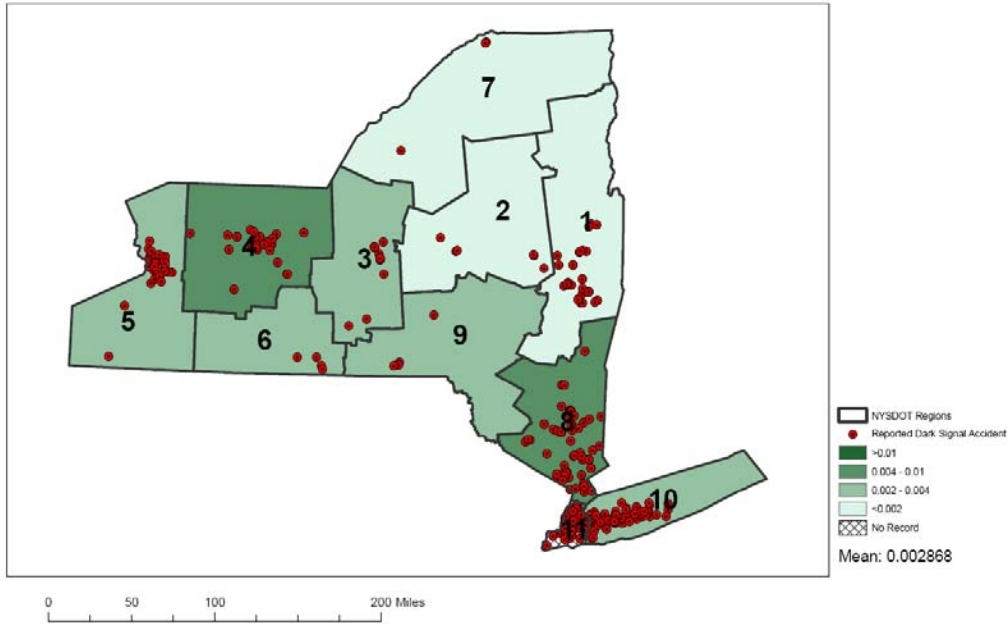 7
2
1
4
3
5
6
9
8
10
11
NYSDOT Regions
Reported Dark Signal Accident
>0.01
0.004 - 0.01
0.002 - 0.004
<0.002
No Record
Mean: 0.002868
0 50 100 200 Miles